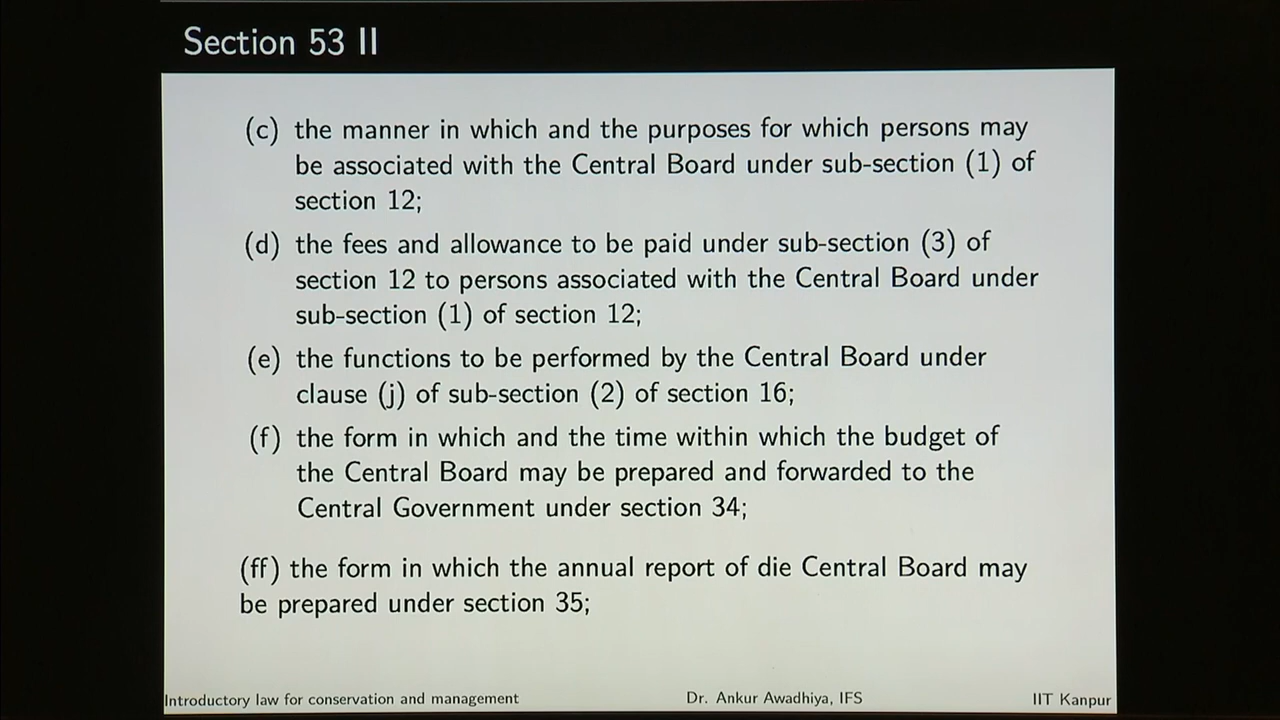 Section 53 II
(c) the manner in which and the purposes for which persons may
be associated with the Central Board under sub-section (1) of
section 12;
(d) the fees and allowance to be paid under sub-section (3) of
section 12 to persons associated with the Central Board under
sub-section (1) of section 12;
(e) the functions to be performed by the Central Board under
clause (j) of sub-section (2) of section 16;
(f) the form in which and the time within which the budget of
the Central Board may be prepared and forwarded to the
Central Government under section 34;
(ff) the form in which the annual report of die Central Board may
be prepared under section 35;
Introductory law for conservation and management Dr. Ankur Awadhiya, IFS IIT Kanpur